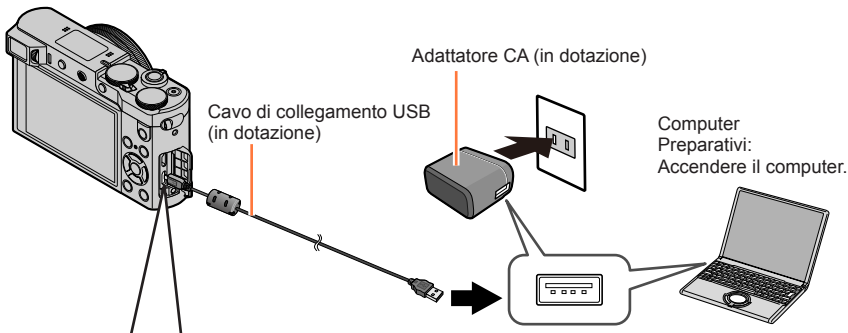 Adattatore CA (in dotazione)
Cavo di collegamento USB
(in dotazione)
Computer
Preparativi:
Accendere il computer.